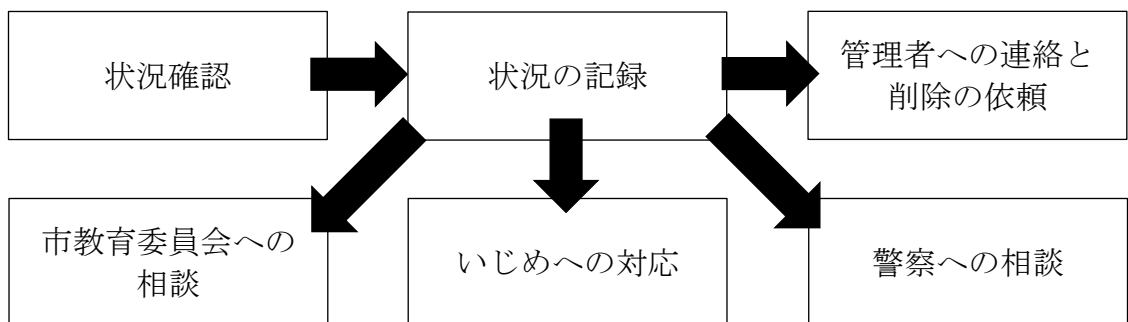 状況確認
状況の記録
管理者への連絡と
削除の依頼
市教育委員会への
相談
いじめへの対応
警察への相談